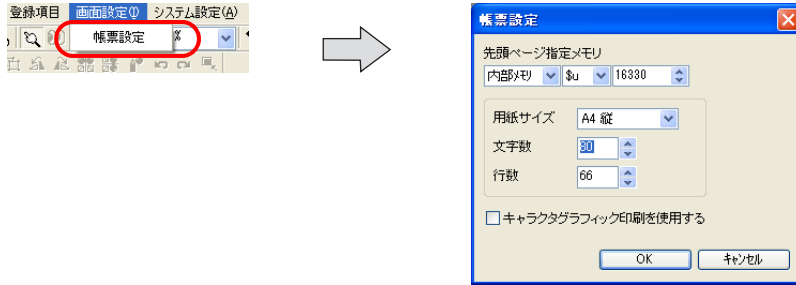 登録項目 画面設定(I) システム設定(A)
帳票設定
%
帳票設定
先頭ページ指定メモリ
内部メモリ $u 16330
用紙サイズ A4 縦
文字数 80
行数 66
キャラクタグラフィック印刷を使用する
OK キャンセル